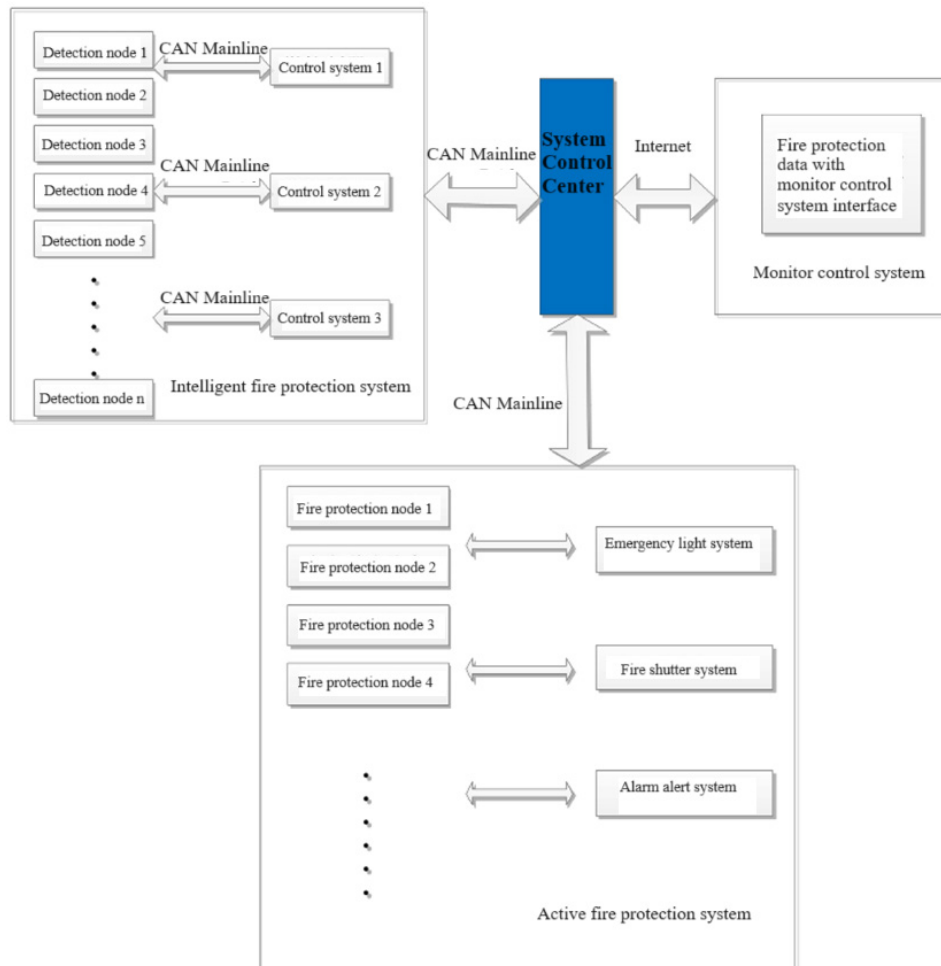 Detection node 1
CAN Mainline
Control system 1
Detection node 2
Detection node 3
CAN Mainline
Detection node 4
Control system 2
Detection node 5
CAN Mainline
Control system 3
Intelligent fire protection system
Detection node n
CAN Mainline
System
Control
Center
Internet
Fire protection
data with
monitor control
system interface
Monitor control system
CAN Mainline
Fire protection node 1
Emergency light system
Fire protection node 2
Fire protection node 3
Fire protection node 4
Fire shutter system
Alarm alert system
Active fire protection system